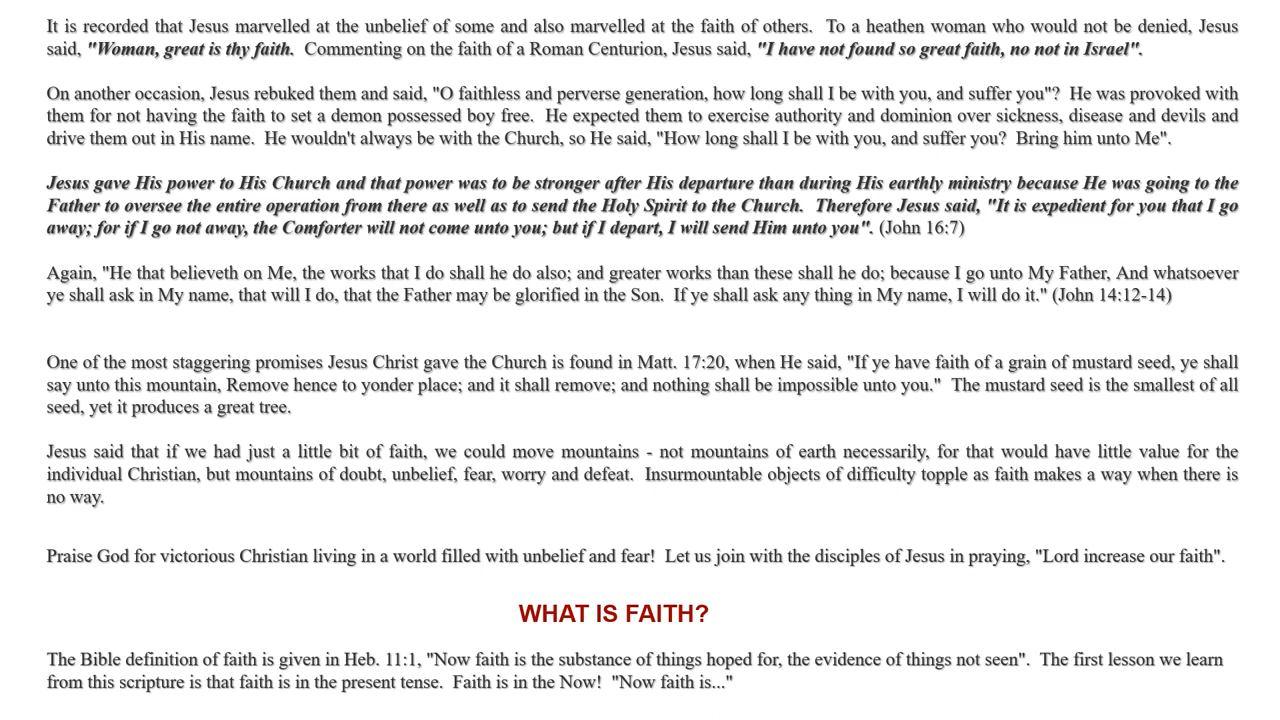 It is recorded that Jesus marvelled at the unbelief of some and also marvelled at the faith of others.  To a heathen woman who would not be denied, Jesus
said, "Woman, great is thy faith.  Commenting on the faith of a Roman Centurion, Jesus said, "I have not found so great faith, no not in Israel".
On another occasion, Jesus rebuked them and said, "O faithless and perverse generation, how long shall I be with you, and suffer you"?  He was provoked with
them for not having the faith to set a demon possessed boy free.  He expected them to exercise authority and dominion over sickness, disease and devils and
drive them out in His name.  He wouldn't always be with the Church, so He said, "How long shall I be with you, and suffer you?  Bring him unto Me".
Jesus gave His power to His Church and that power was to be stronger after His departure than during His earthly ministry because He was going to the
Father to oversee the entire operation from there as well as to send the Holy Spirit to the Church.  Therefore Jesus said, "It is expedient for you that I go
away; for if I go not away, the Comforter will not come unto you; but if I depart, I will send Him unto you". (John 16:7)
Again, "He that believeth on Me, the works that I do shall he do also; and greater works than these shall he do; because I go unto My Father, And whatsoever
ye shall ask in My name, that will I do, that the Father may be glorified in the Son.  If ye shall ask any thing in My name, I will do it." (John 14:12-14)
One of the most staggering promises Jesus Christ gave the Church is found in Matt. 17:20, when He said, "If ye have faith of a grain of mustard seed, ye shall
say unto this mountain, Remove hence to yonder place; and it shall remove; and nothing shall be impossible unto you."  The mustard seed is the smallest of all
seed, yet it produces a great tree.
Jesus said that if we had just a little bit of faith, we could move mountains - not mountains of earth necessarily, for that would have little value for the
individual Christian, but mountains of doubt, unbelief, fear, worry and defeat.  Insurmountable objects of difficulty topple as faith makes a way when there is
no way.
Praise God for victorious Christian living in a world filled with unbelief and fear!  Let us join with the disciples of Jesus in praying, "Lord increase our faith".
WHAT IS FAITH?
The Bible definition of faith is given in Heb. 11:1, "Now faith is the substance of things hoped for, the evidence of things not seen".  The first lesson we learn
from this scripture is that faith is in the present tense.  Faith is in the Now!  "Now faith is..."